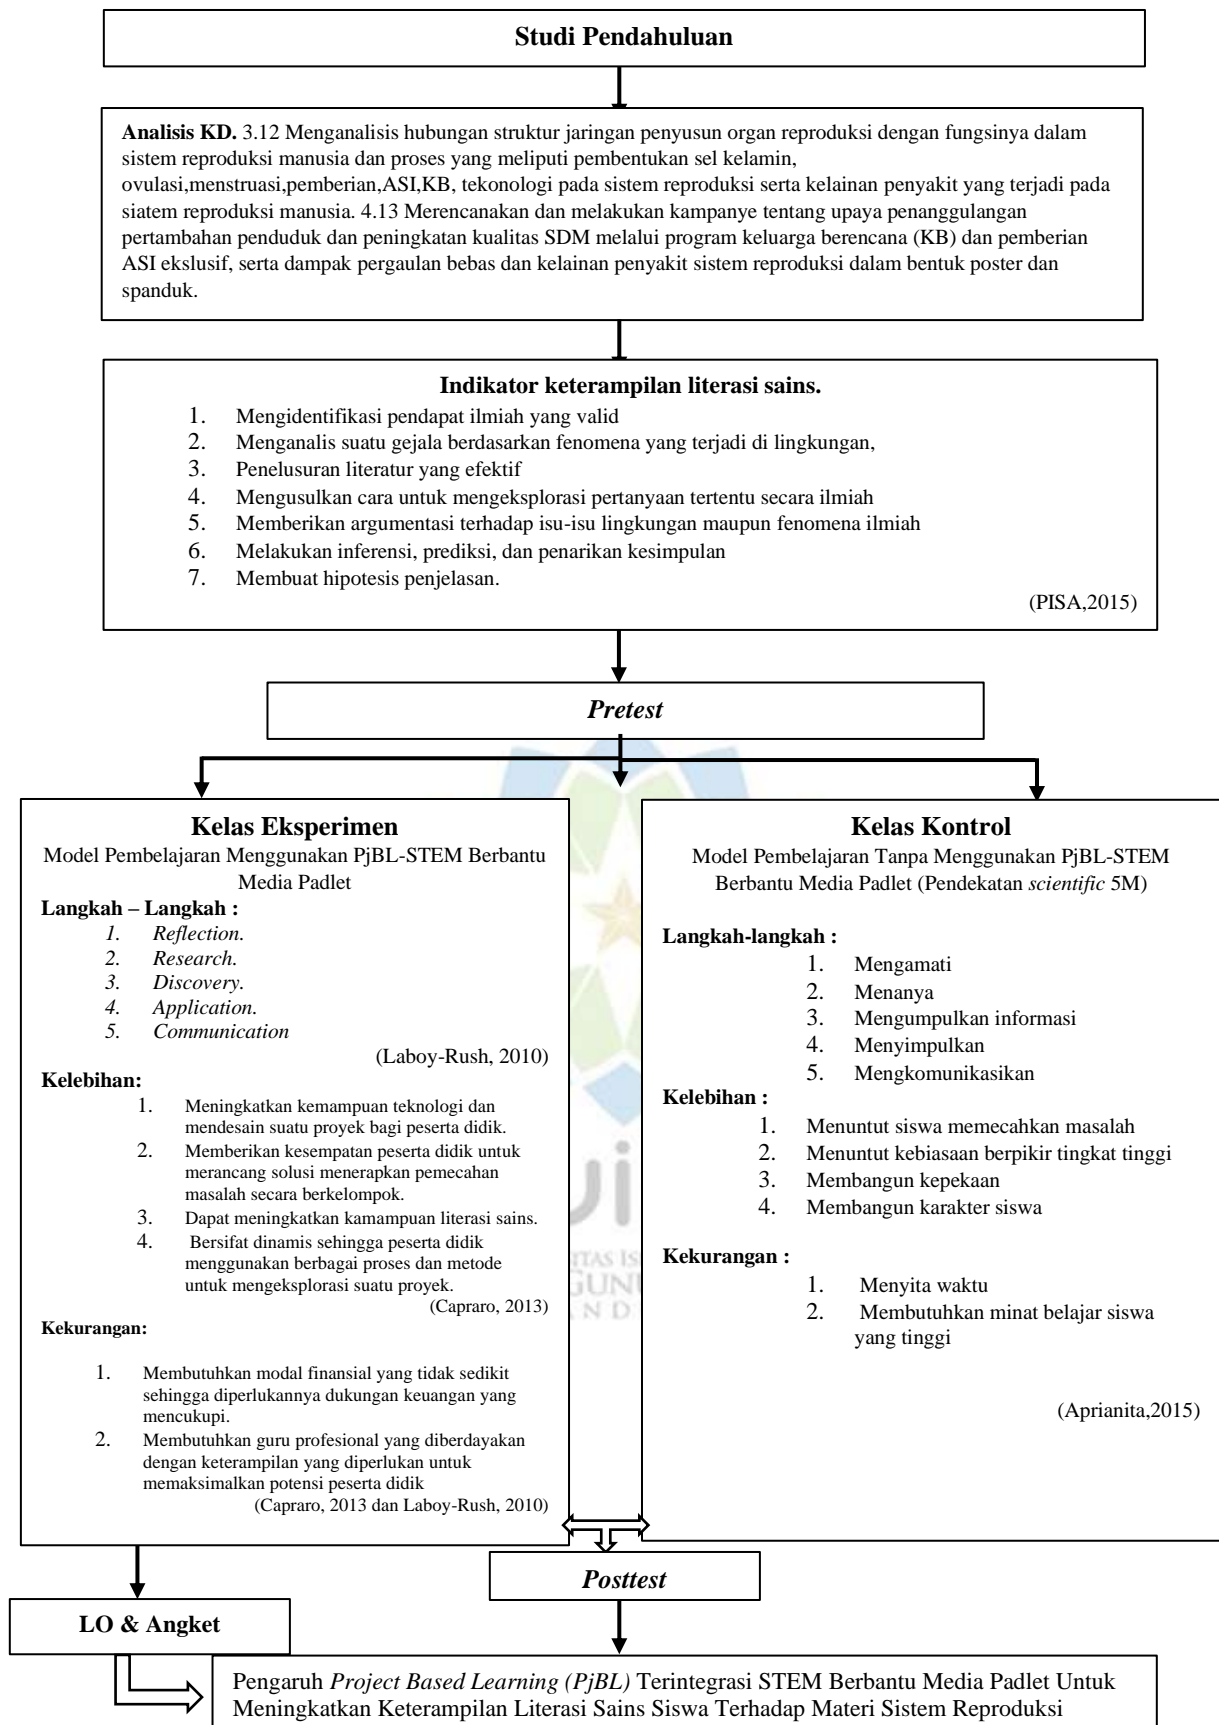 Studi Pendahuluan
Analisis KD. 3.12 Menganalisis hubungan struktur jaringan penyusun organ reproduksi dengan fungsinya dalam
sistem reproduksi manusia dan proses yang meliputi pembentukan sel kelamin,
ovulasi,menstruasi,pemberian,ASI,KB, tekonologi pada sistem reproduksi serta kelainan penyakit yang terjadi pada
siatem reproduksi manusia. 4.13 Merencanakan dan melakukan kampanye tentang upaya penanggulangan
pertambahan penduduk dan peningkatan kualitas SDM melalui program keluarga berencana (KB) dan pemberian
ASI ekslusif, serta dampak pergaulan bebas dan kelainan penyakit sistem reproduksi dalam bentuk poster dan
spanduk.
Indikator keterampilan literasi sains.
1. Mengidentifikasi pendapat ilmiah yang valid
2. Menganalis suatu gejala berdasarkan fenomena yang terjadi di lingkungan,
3. Penelusuran literatur yang efektif
4. Mengusulkan cara untuk mengeksplorasi pertanyaan tertentu secara ilmiah
5. Memberikan argumentasi terhadap isu-isu lingkungan maupun fenomena ilmiah
6. Melakukan inferensi, prediksi, dan penarikan kesimpulan
7. Membuat hipotesis penjelasan.
(PISA,2015)
Pretest
Kelas Eksperimen
Model Pembelajaran Menggunakan PjBL-STEM Berbantu
Media Padlet
Langkah – Langkah :
1. Reflection.
2. Research.
3. Discovery.
4. Application.
5. Communication
(Laboy-Rush, 2010)
Kelebihan:
1. Meningkatkan kemampuan teknologi dan
mendesain suatu proyek bagi peserta didik.
2. Memberikan kesempatan peserta didik untuk
merancang solusi menerapkan pemecahan
masalah secara berkelompok.
3. Dapat meningkatkan kamampuan literasi sains.
4. Bersifat dinamis sehingga peserta didik
menggunakan berbagai proses dan metode
untuk mengeksplorasi suatu proyek.
(Capraro, 2013)
Kekurangan:
1. Membutuhkan modal finansial yang tidak sedikit
sehingga diperlukannya dukungan keuangan yang
mencukupi.
2. Membutuhkan guru profesional yang diberdayakan
dengan keterampilan yang diperlukan untuk
memaksimalkan potensi peserta didik
(Capraro, 2013 dan Laboy-Rush, 2010)
Kelas Kontrol
Model Pembelajaran Tanpa Menggunakan PjBL-STEM
Berbantu Media Padlet (Pendekatan scientific 5M)
Langkah-langkah :
1. Mengamati
2. Menanya
3. Mengumpulkan informasi
4. Menyimpulkan
5. Mengkomunikasikan
Kelebihan :
1. Menuntut siswa memecahkan masalah
2. Menuntut kebiasaan berpikir tingkat tinggi
3. Membangun kepekaan
4. Membangun karakter siswa
Kekurangan :
1. Menyita waktu
2. Membutuhkan minat belajar siswa
yang tinggi
(Aprianita,2015)
Posttest
LO & Angket
Pengaruh Project Based Learning (PjBL) Terintegrasi STEM Berbantu Media Padlet Untuk
Meningkatkan Keterampilan Literasi Sains Siswa Terhadap Materi Sistem Reproduksi